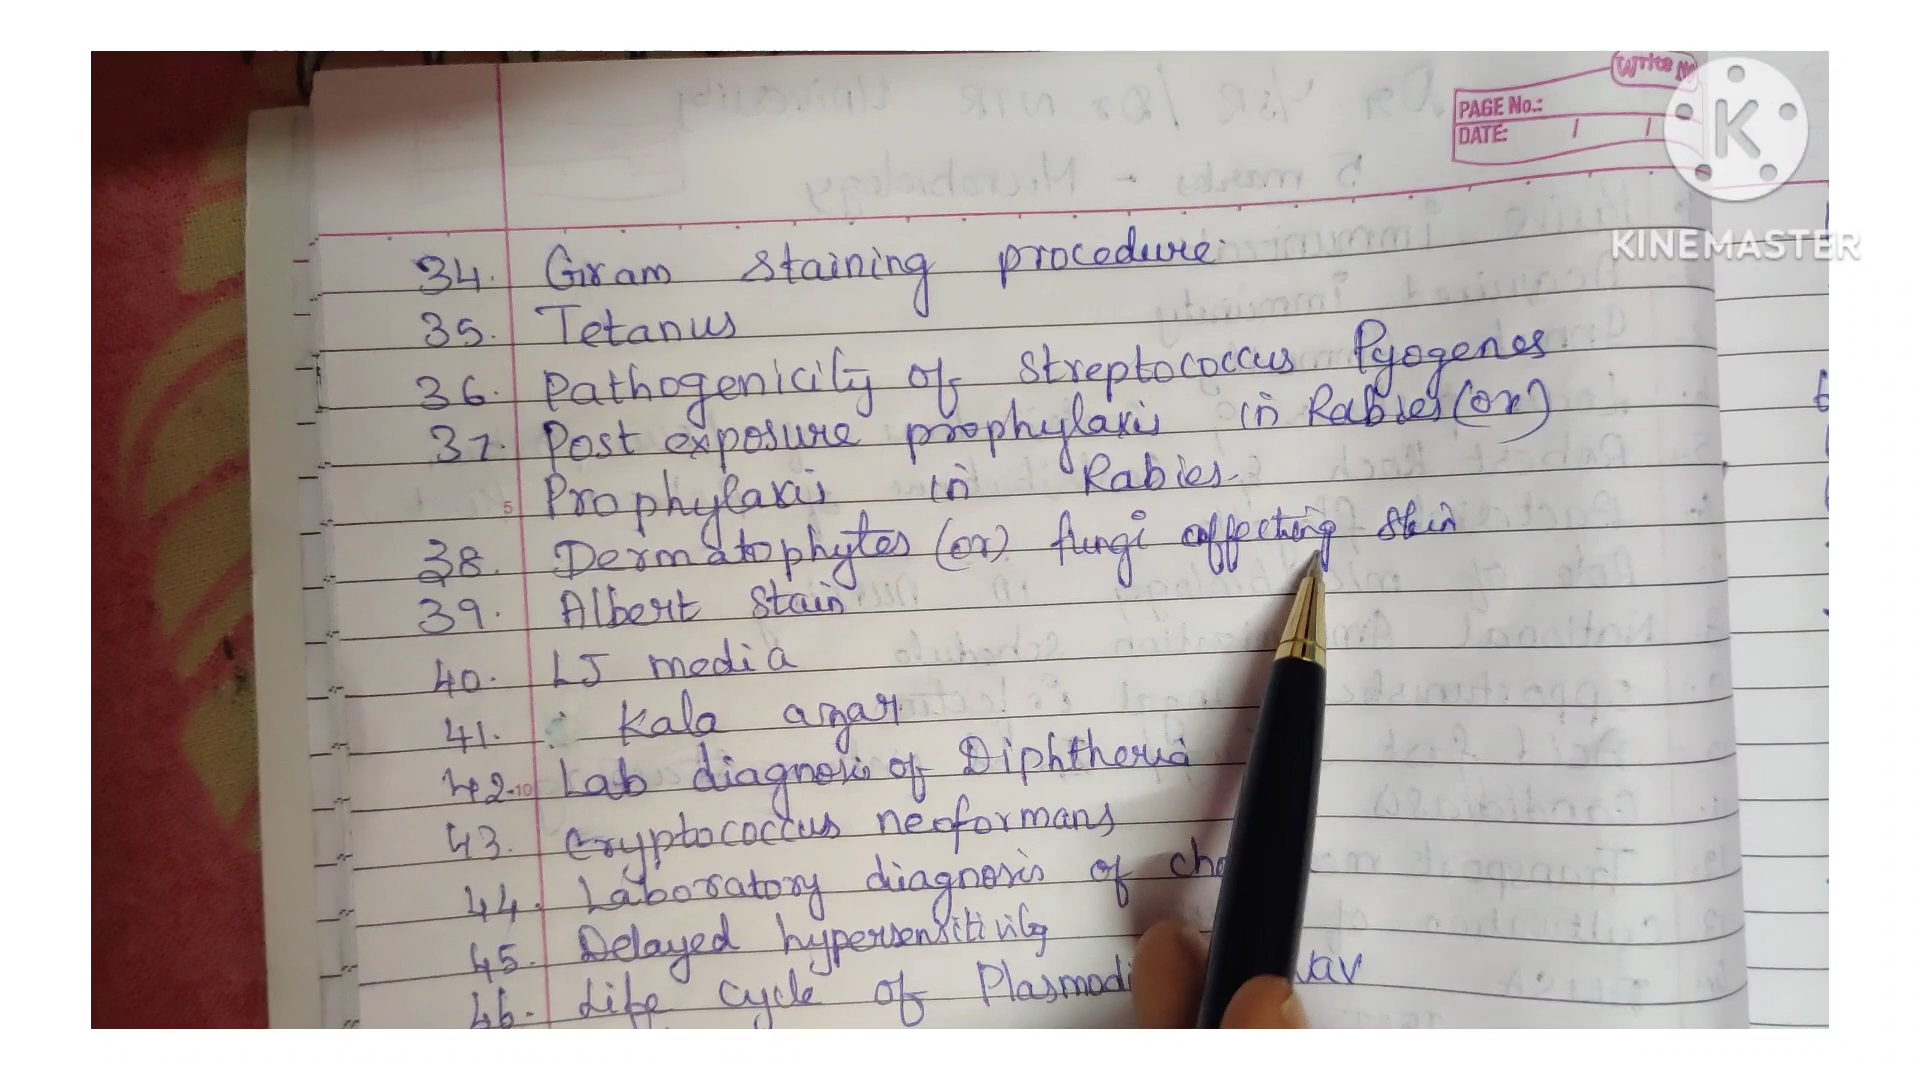 Write
PAGE No.:
DATE: / /
K
KINEMASTER
34. Gram staining procedure.
35. Tetanus
36. Pathogenicity of Streptococcus Pyogenes
37. Post exposure prophylaxis in Rabies (or)
5 Prophylaxis in Rabies.
38. Dermatophytes (or) fungi affecting skin
39. Albert stain
40. LJ media
41. Kala azar
42. 10 Lab diagnosis of Diphtheria
43. Cryptococcus neoformans
44. Laboratory diagnosis of
45. Delayed hypersensitivity
46. Life cycle of